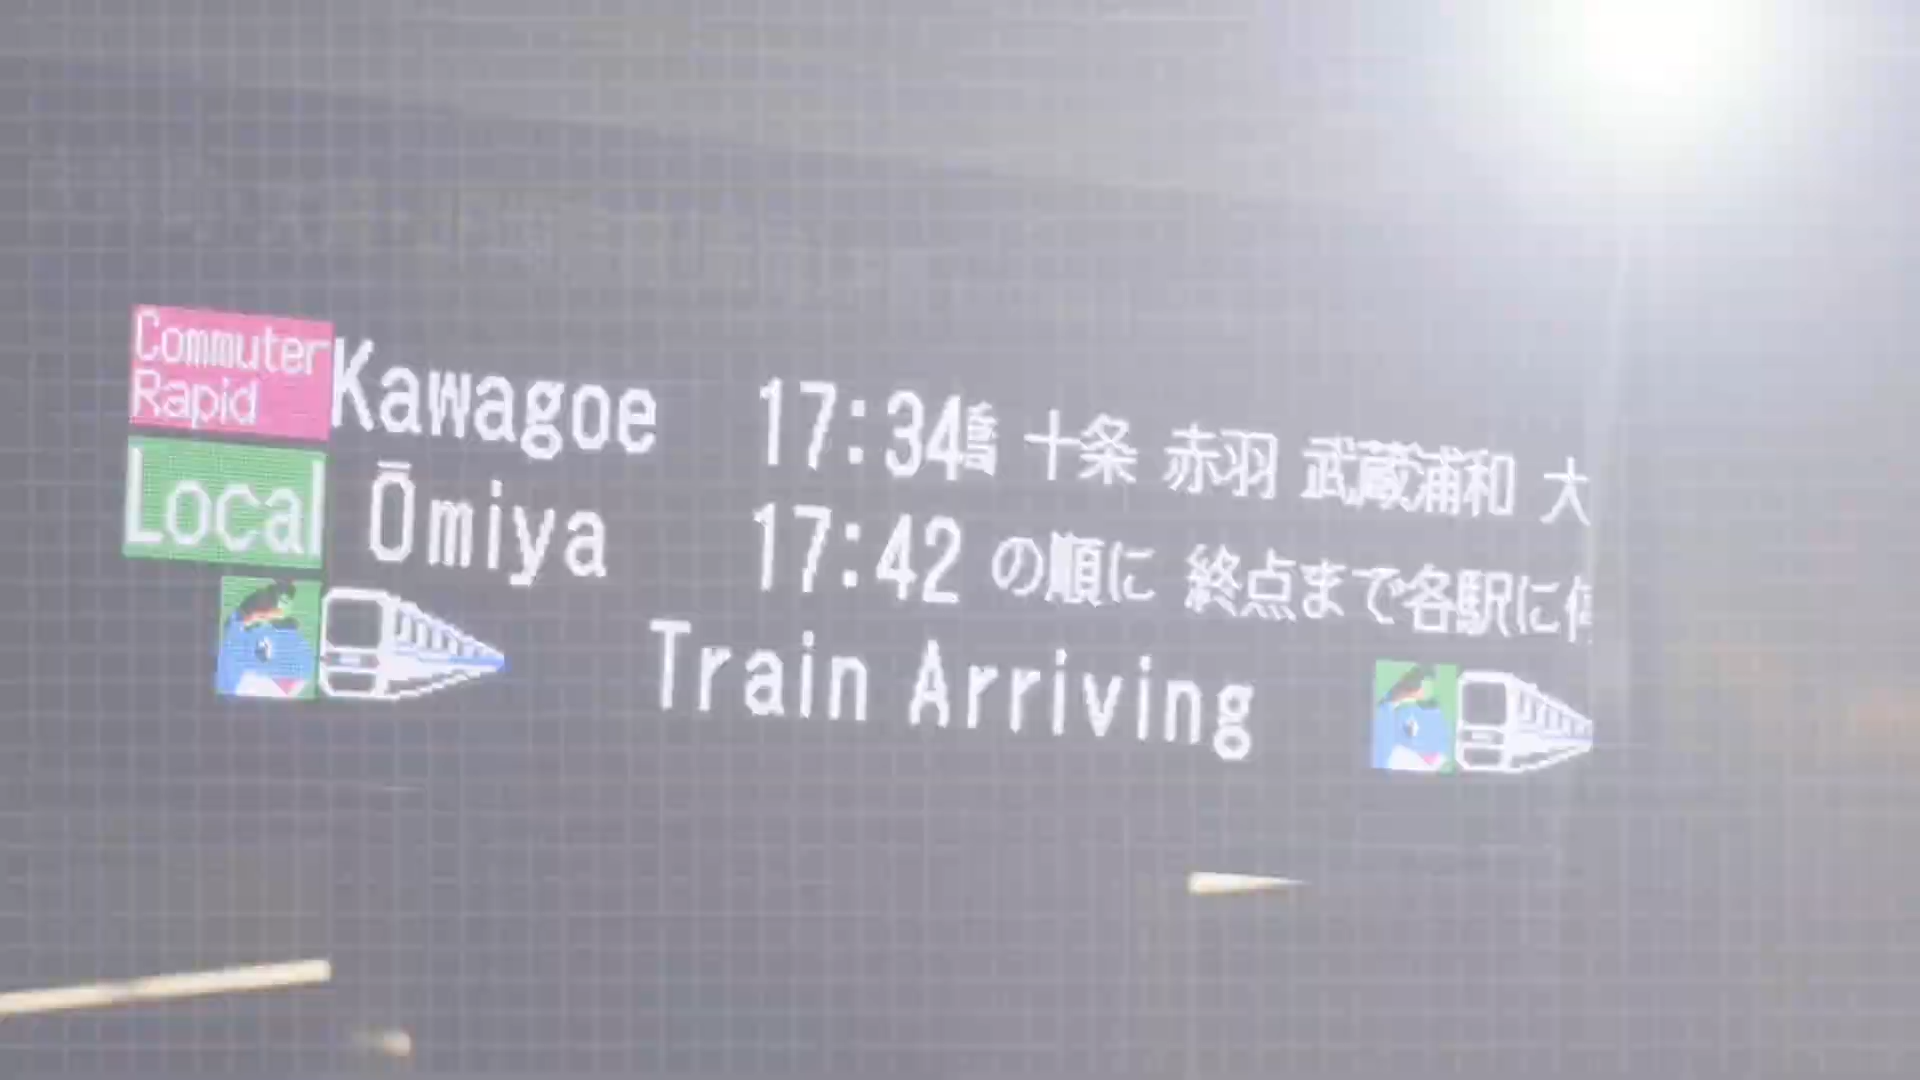 Commuter Rapid Kawagoe 17:34 十条 赤羽 武蔵浦和 大
Local Ōmiya 17:42 の順に 終点まで各駅に停
Train Arriving